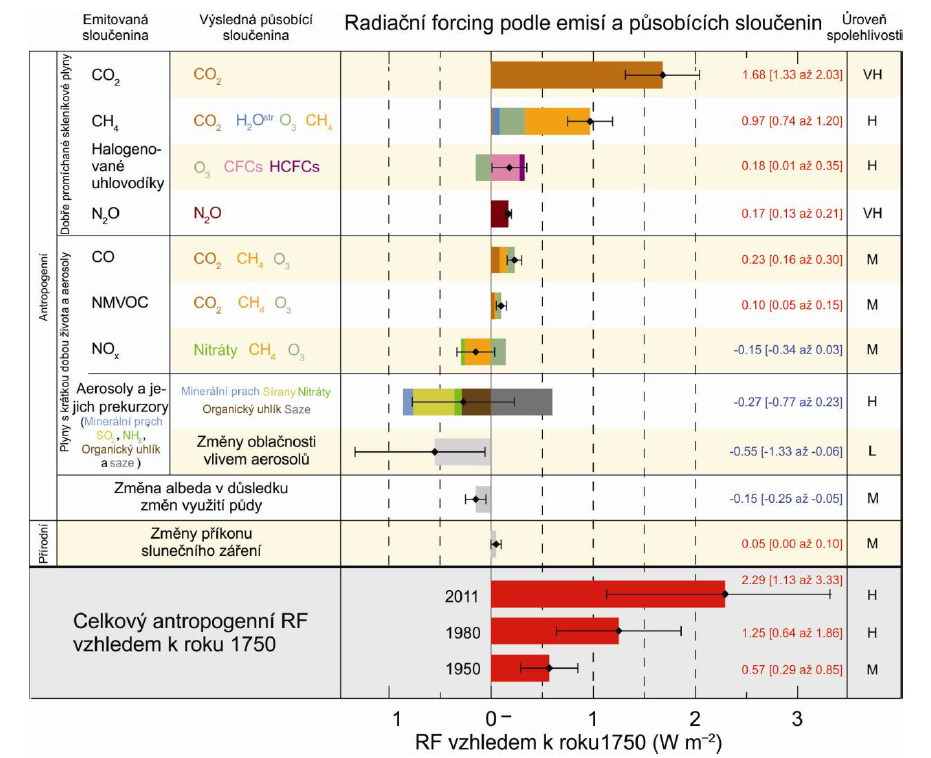 Emitovaná
sloučenina
Výsledná působící
sloučenina
Radiační forcing podle emisí a působících sloučenin
Úroveň
spolehlivosti
Antropogenní
Dobře promíchané skleníkové plyny
CO2
CO2
1.68 [1.33 až 2.03]
VH
CH4
CO2 H2Ostr O3 CH4
0.97 [0.74 až 1.20]
H
Halogeno-
vané
uhlovodíky
O3 CFCs HCFCs
0.18 [0.01 až 0.35]
H
N2O
N2O
0.17 [0.13 až 0.21]
VH
Plyny s krátkou dobou života a aerosoly
CO
CO2 CH4 O3
0.23 [0.16 až 0.30]
M
NMVOC
CO2 CH4 O3
0.10 [0.05 až 0.15]
M
NOx
Nitráty CH4 O3
-0.15 [-0.34 až 0.03]
M
Aerosoly a je-
jich prekurzory
(Minerální prach
SO2, NH3,
Organický uhlík
a saze )
Minerální prach Sírany Nitráty
Organický uhlík Saze
-0.27 [-0.77 až 0.23]
H
Změny oblačnosti
vlivem aerosolů
-0.55 [-1.33 až -0.06]
L
Změna albeda v důsledku
změn využití půdy
-0.15 [-0.25 až -0.05]
M
Přírodní
Změny příkonu
slunečního záření
0.05 [0.00 až 0.10]
M
Celkový antropogenní RF
vzhledem k roku 1750
2011
2.29 [1.13 až 3.33]
H
1980
1.25 [0.64 až 1.86]
H
1950
0.57 [0.29 až 0.85]
M
1 0– 1 2 3
RF vzhledem k roku1750 (W m–2)